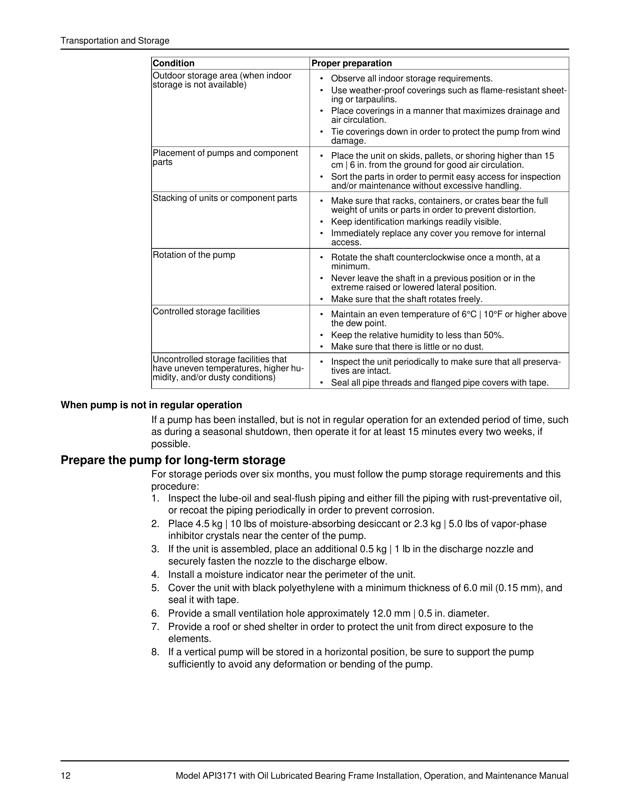 Transportation and Storage
Condition
Proper preparation
Outdoor storage area (when indoor
storage is not available)
• Observe all indoor storage requirements.
• Use weather-proof coverings such as flame-resistant sheet-
ing or tarpaulins.
• Place coverings in a manner that maximizes drainage and
air circulation.
• Tie coverings down in order to protect the pump from wind
damage.
Placement of pumps and component
parts
• Place the unit on skids, pallets, or shoring higher than 15
cm | 6 in. from the ground for good air circulation.
• Sort the parts in order to permit easy access for inspection
and/or maintenance without excessive handling.
Stacking of units or component parts
• Make sure that racks, containers, or crates bear the full
weight of units or parts in order to prevent distortion.
• Keep identification markings readily visible.
• Immediately replace any cover you remove for internal
access.
Rotation of the pump
• Rotate the shaft counterclockwise once a month, at a
minimum.
• Never leave the shaft in a previous position or in the
extreme raised or lowered lateral position.
• Make sure that the shaft rotates freely.
Controlled storage facilities
• Maintain an even temperature of 6°C | 10°F or higher above
the dew point.
• Keep the relative humidity to less than 50%.
• Make sure that there is little or no dust.
Uncontrolled storage facilities that
have uneven temperatures, higher hu-
midity, and/or dusty conditions)
• Inspect the unit periodically to make sure that all preserva-
tives are intact.
• Seal all pipe threads and flanged pipe covers with tape.
When pump is not in regular operation
If a pump has been installed, but is not in regular operation for an extended period of time, such
as during a seasonal shutdown, then operate it for at least 15 minutes every two weeks, if
possible.
Prepare the pump for long-term storage
For storage periods over six months, you must follow the pump storage requirements and this
procedure:
1. Inspect the lube-oil and seal-flush piping and either fill the piping with rust-preventative oil,
or recoat the piping periodically in order to prevent corrosion.
2. Place 4.5 kg | 10 lbs of moisture-absorbing desiccant or 2.3 kg | 5.0 lbs of vapor-phase
inhibitor crystals near the center of the pump.
3. If the unit is assembled, place an additional 0.5 kg | 1 lb in the discharge nozzle and
securely fasten the nozzle to the discharge elbow.
4. Install a moisture indicator near the perimeter of the unit.
5. Cover the unit with black polyethylene with a minimum thickness of 6.0 mil (0.15 mm), and
seal it with tape.
6. Provide a small ventilation hole approximately 12.0 mm | 0.5 in. diameter.
7. Provide a roof or shed shelter in order to protect the unit from direct exposure to the
elements.
8. If a vertical pump will be stored in a horizontal position, be sure to support the pump
sufficiently to avoid any deformation or bending of the pump.
12
Model API3171 with Oil Lubricated Bearing Frame Installation, Operation, and Maintenance Manual